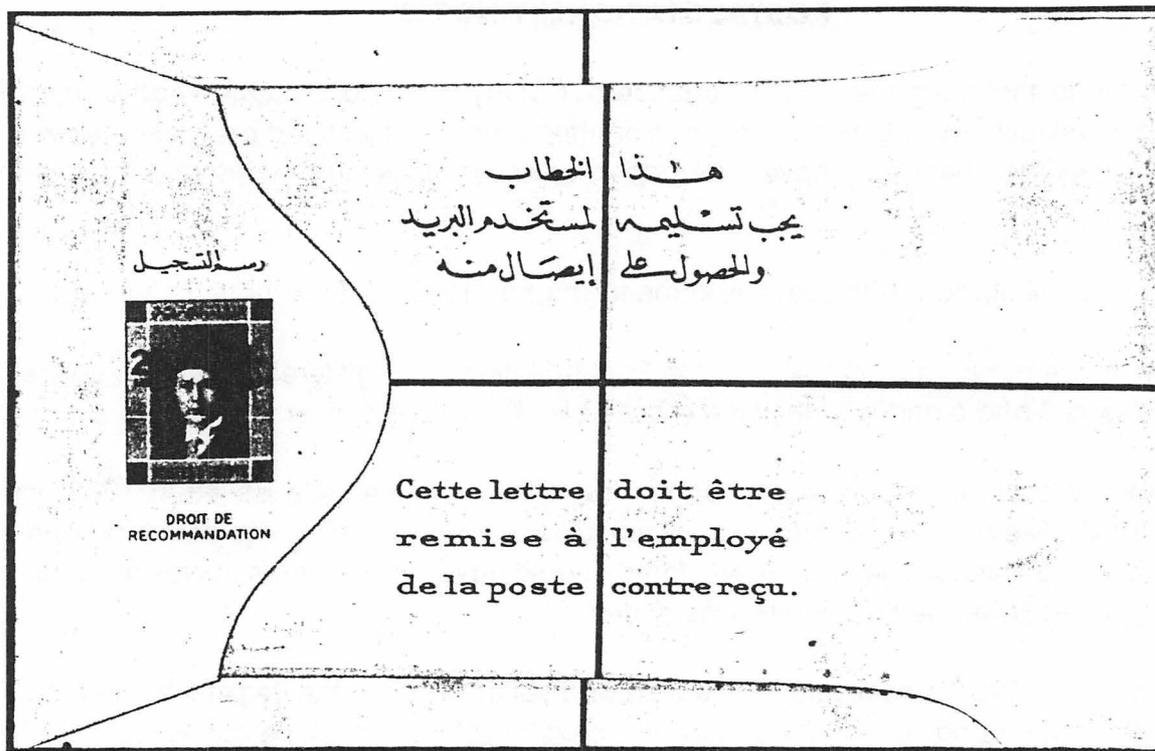 هذا الخطاب
يجب تسليمه لمستخدم البريد
والحصول على إيصال منه
رسم التسجيل
2
DROIT DE
RECOMMANDATION
Cette lettre doit être
remise à l'employé
de la poste contre reçu.